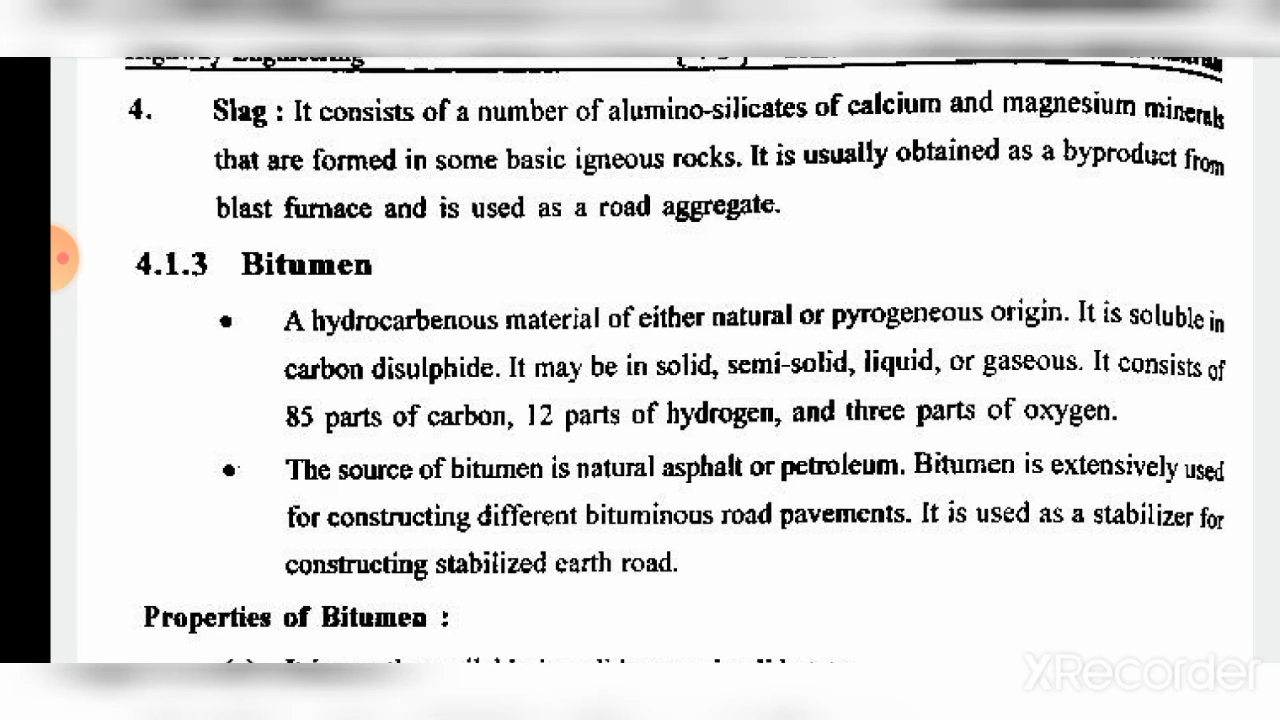 Highway Engineering
4. Slag : It consists of a number of alumino-silicates of calcium and magnesium minerals
that are formed in some basic igneous rocks. It is usually obtained as a byproduct from
blast furnace and is used as a road aggregate.
4.1.3 Bitumen
• A hydrocarbenous material of either natural or pyrogeneous origin. It is soluble in
carbon disulphide. It may be in solid, semi-solid, liquid, or gaseous. It consists of
85 parts of carbon, 12 parts of hydrogen, and three parts of oxygen.
• The source of bitumen is natural asphalt or petroleum. Bitumen is extensively used
for constructing different bituminous road pavements. It is used as a stabilizer for
constructing stabilized earth road.
Properties of Bitumen :
XRecorder